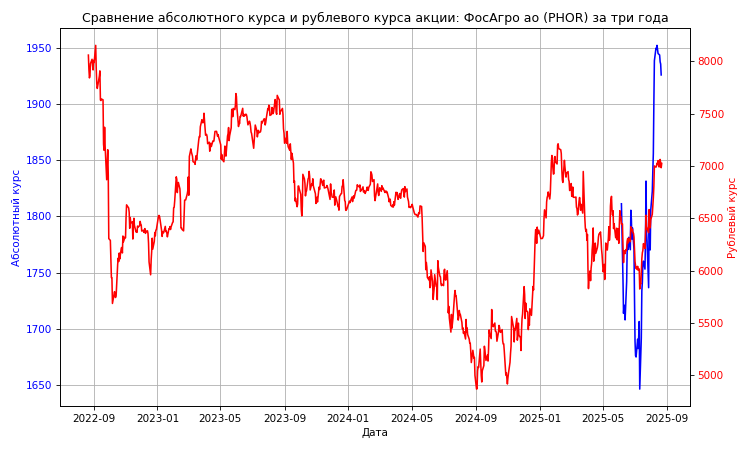 Сравнение абсолютного курса и рублевого курса акции: ФосАгро ао (PHOR) за три года
1950
1900
1850
1800
1750
1700
1650
Абсолютный курс
8000
7500
7000
6500
6000
5500
5000
Рублевый курс
2022-09 2023-01 2023-05 2023-09 2024-01 2024-05 2024-09 2025-01 2025-05 2025-09
Дата